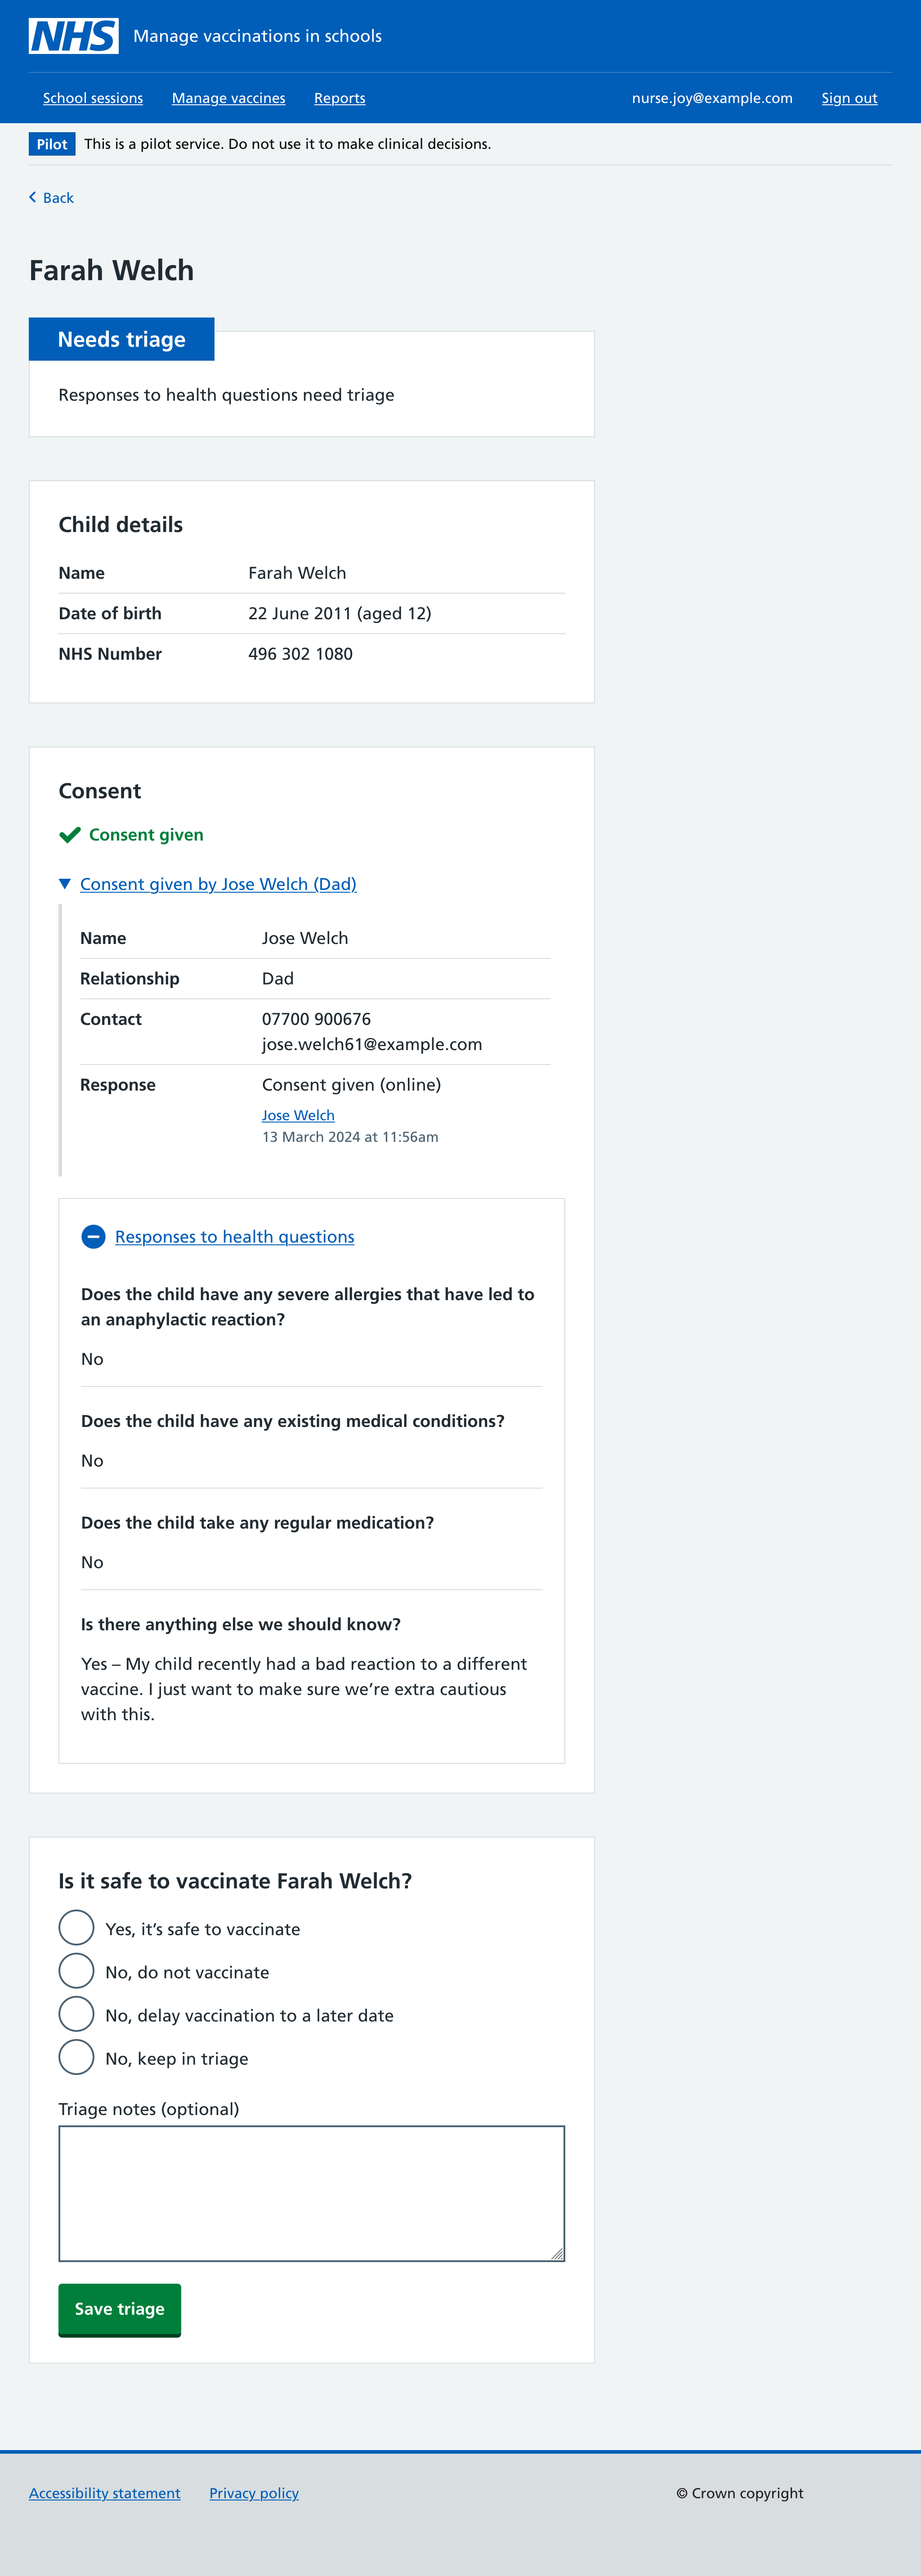 NHS Manage vaccinations in schools
School sessions Manage vaccines Reports nurse.joy@example.com Sign out
Pilot This is a pilot service. Do not use it to make clinical decisions.
Back
Farah Welch
Needs triage
Responses to health questions need triage
Child details
Name Farah Welch
Date of birth 22 June 2011 (aged 12)
NHS Number 496 302 1080
Consent
Consent given
Consent given by Jose Welch (Dad)
Name Jose Welch
Relationship Dad
Contact 07700 900676
jose.welch61@example.com
Response Consent given (online)
Jose Welch
13 March 2024 at 11:56am
Responses to health questions
Does the child have any severe allergies that have led to
an anaphylactic reaction?
No
Does the child have any existing medical conditions?
No
Does the child take any regular medication?
No
Is there anything else we should know?
Yes – My child recently had a bad reaction to a different
vaccine. I just want to make sure we’re extra cautious
with this.
Is it safe to vaccinate Farah Welch?
Yes, it’s safe to vaccinate
No, do not vaccinate
No, delay vaccination to a later date
No, keep in triage
Triage notes (optional)
Save triage
Accessibility statement Privacy policy © Crown copyright